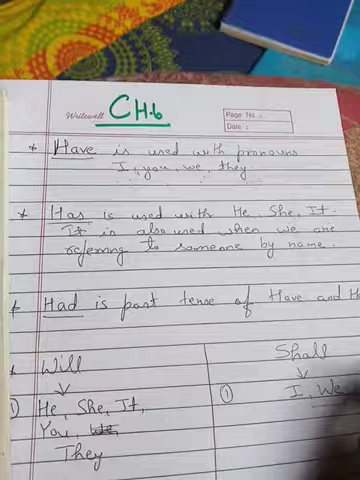 Writewell
CH.6
Page No :
Date :
* Have is used with pronouns
I, you, we, they.
* Has is used with He, She, It.
It is also used when we are
referring to someone by name.
* Had is past tense of Have and H
* Will
Shall
① He, She, It,
① I, We
You, We,
They